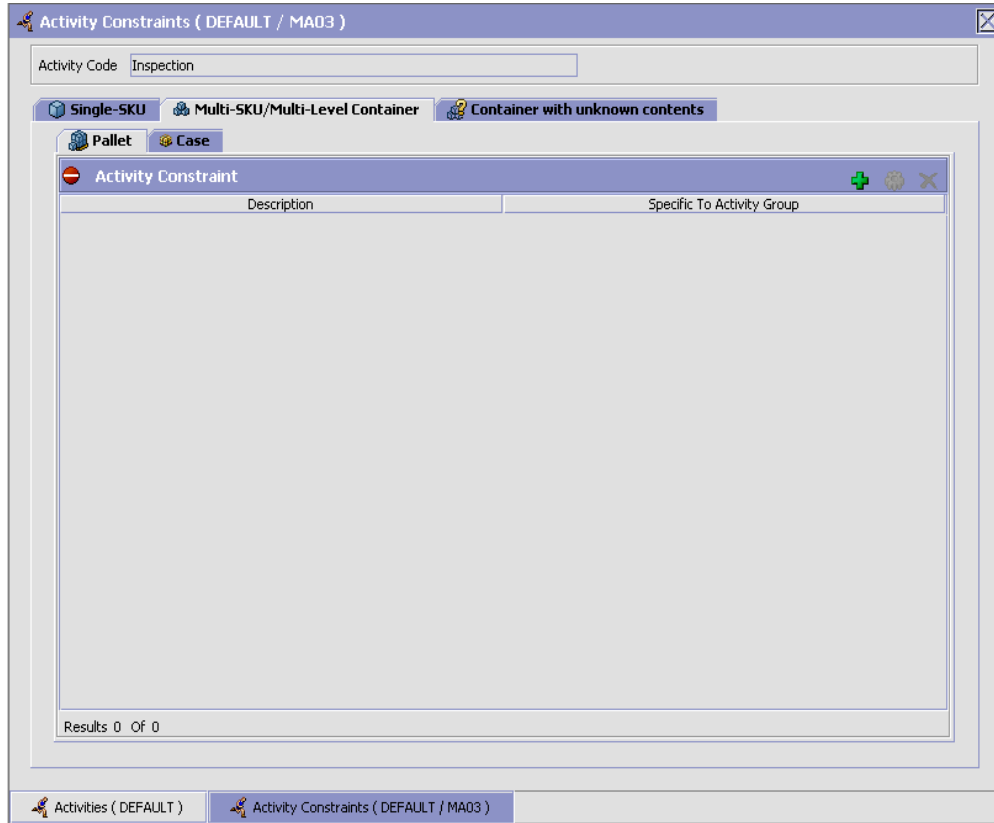 Activity Constraints ( DEFAULT / MA03 )
Activity Code Inspection
Single-SKU Multi-SKU/Multi-Level Container Container with unknown contents
Pallet Case
Activity Constraint
Description Specific To Activity Group
Results 0 Of 0
Activities ( DEFAULT ) Activity Constraints ( DEFAULT / MA03 )